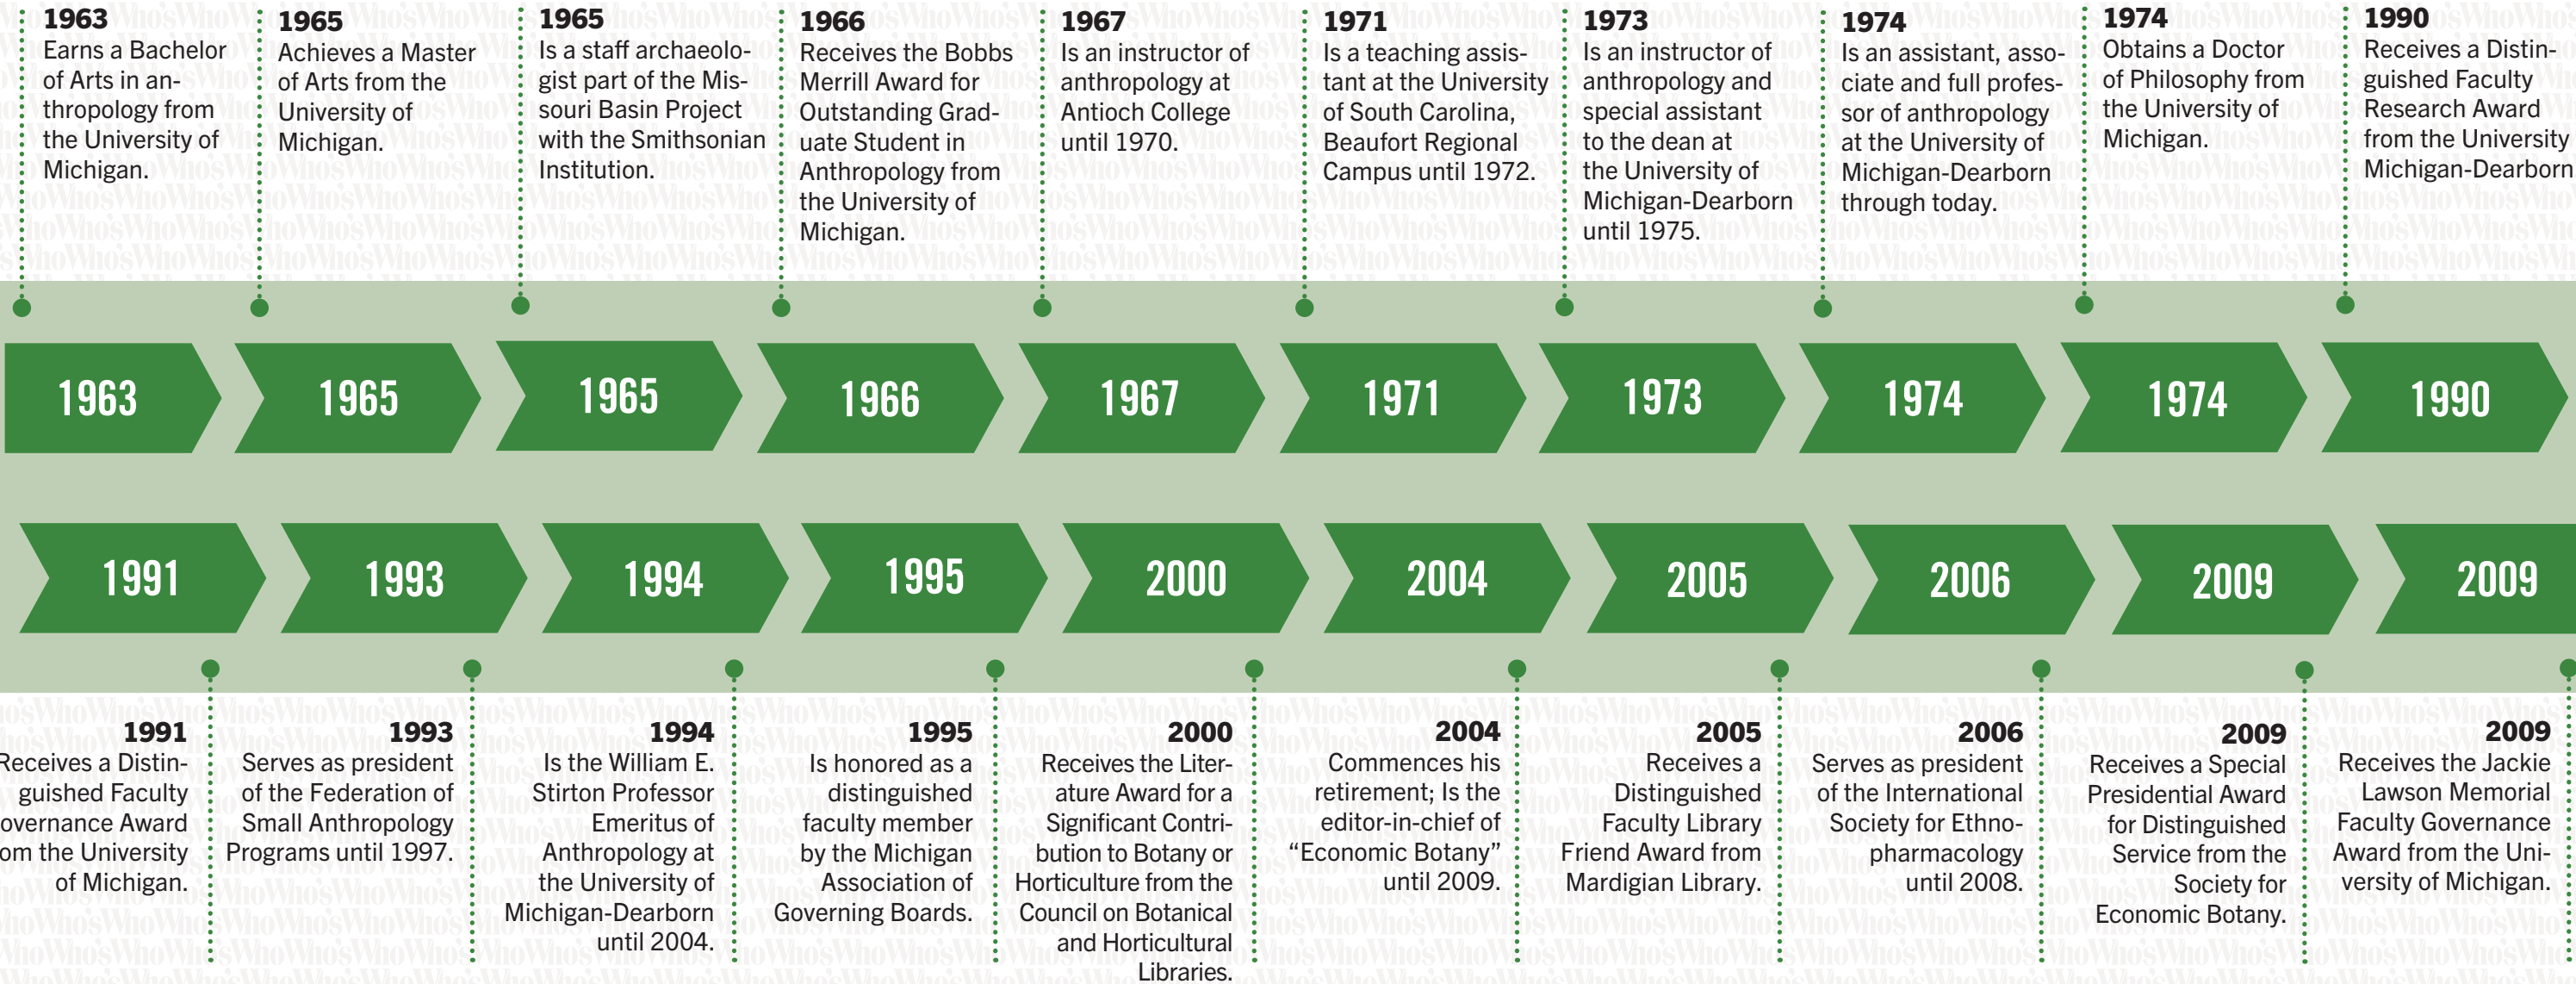 1963
Earns a Bachelor
of Arts in an-
thropology from
the University of
Michigan.
1965
Achieves a Master
of Arts from the
University of
Michigan.
1965
Is a staff archaeolo-
gist part of the Mis-
souri Basin Project
with the Smithsonian
Institution.
1966
Receives the Bobbs
Merrill Award for
Outstanding Grad-
uate Student in
Anthropology from
the University of
Michigan.
1967
Is an instructor of
anthropology at
Antioch College
until 1970.
1971
Is a teaching assis-
tant at the University
of South Carolina,
Beaufort Regional
Campus until 1972.
1973
Is an instructor of
anthropology and
special assistant
to the dean at
the University of
Michigan-Dearborn
until 1975.
1974
Is an assistant, asso-
ciate and full profes-
sor of anthropology
at the University of
Michigan-Dearborn
through today.
1974
Obtains a Doctor
of Philosophy from
the University of
Michigan.
1990
Receives a Distin-
guished Faculty
Research Award
from the University
Michigan-Dearborn
1963
1965
1965
1966
1967
1971
1973
1974
1974
1990
1991
1993
1994
1995
2000
2004
2005
2006
2009
2009
1991
Receives a Distin-
guished Faculty
overnance Award
om the University
of Michigan.
1993
Serves as president
of the Federation of
Small Anthropology
Programs until 1997.
1994
Is the William E.
Stirton Professor
Emeritus of
Anthropology at
the University of
Michigan-Dearborn
until 2004.
1995
Is honored as a
distinguished
faculty member
by the Michigan
Association of
Governing Boards.
2000
Receives the Liter-
ature Award for a
Significant Contri-
bution to Botany or
Horticulture from the
Council on Botanical
and Horticultural
Libraries.
2004
Commences his
retirement; Is the
editor-in-chief of
“Economic Botany”
until 2009.
2005
Receives a
Distinguished
Faculty Library
Friend Award from
Mardigian Library.
2006
Serves as president
of the International
Society for Ethno-
pharmacology
until 2008.
2009
Receives a Special
Presidential Award
for Distinguished
Service from the
Society for
Economic Botany.
2009
Receives the Jackie
Lawson Memorial
Faculty Governance
Award from the Uni-
versity of Michigan.